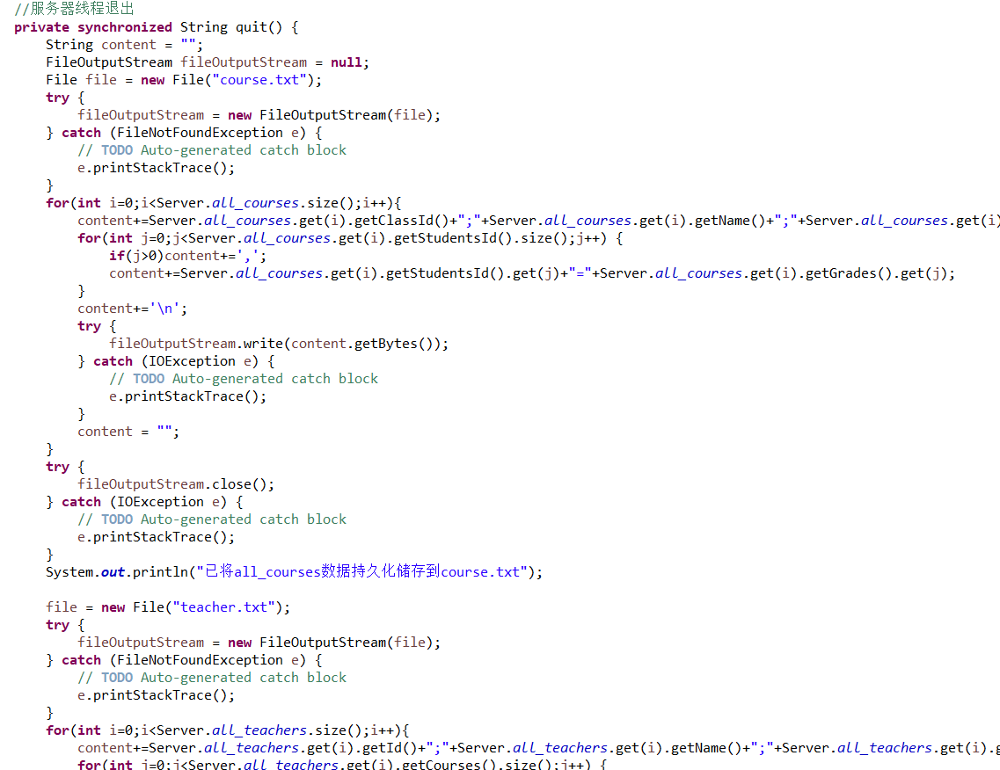 //服务器线程退出
private synchronized String quit() {
    String content = "";
    FileOutputStream fileOutputStream = null;
    File file = new File("course.txt");
    try {
        fileOutputStream = new FileOutputStream(file);
    } catch (FileNotFoundException e) {
        // TODO Auto-generated catch block
        e.printStackTrace();
    }
    for(int i=0;i<Server.all_courses.size();i++){
        content+=Server.all_courses.get(i).getClassId()+";"+Server.all_courses.get(i).getName()+";"+Server.all_courses.get(i)
        for(int j=0;j<Server.all_courses.get(i).getStudentsId().size();j++) {
            if(j>0)content+=',';
            content+=Server.all_courses.get(i).getStudentsId().get(j)+"="+Server.all_courses.get(i).getGrades().get(j);
        }
        content+='\n';
        try {
            fileOutputStream.write(content.getBytes());
        } catch (IOException e) {
            // TODO Auto-generated catch block
            e.printStackTrace();
        }
        content = "";
    }
    try {
        fileOutputStream.close();
    } catch (IOException e) {
        // TODO Auto-generated catch block
        e.printStackTrace();
    }
    System.out.println("已将all_courses数据持久化储存到course.txt");
    file = new File("teacher.txt");
    try {
        fileOutputStream = new FileOutputStream(file);
    } catch (FileNotFoundException e) {
        // TODO Auto-generated catch block
        e.printStackTrace();
    }
    for(int i=0;i<Server.all_teachers.size();i++){
        content+=Server.all_teachers.get(i).getId()+";"+Server.all_teachers.get(i).getName()+";"+Server.all_teachers.get(i).g
        for(int j=0;j<Server.all_teachers.get(i).getCourses().size();j++) {